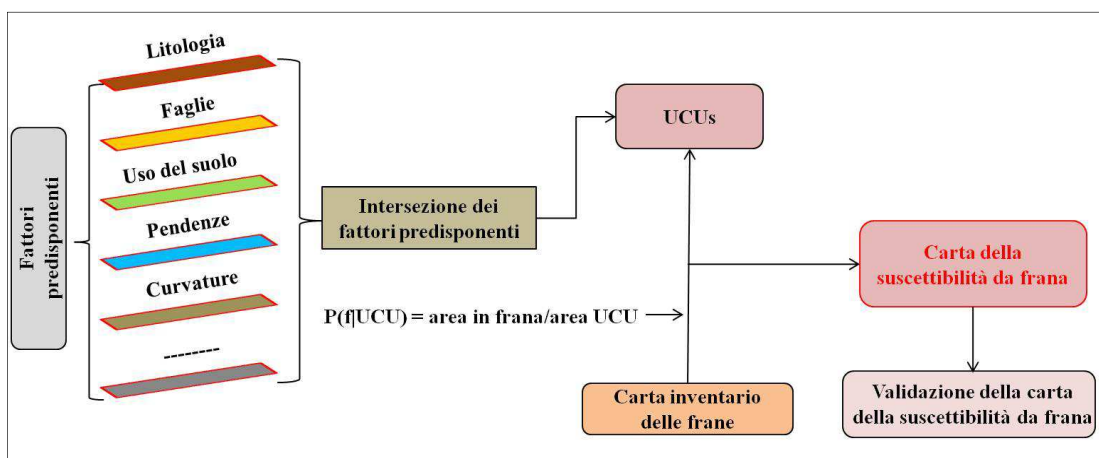 Fattori
predisponenti
Litologia
Faglie
Uso del suolo
Pendenze
Curvature
---------
Intersezione dei
fattori predisponenti
UCUs
P(f|UCU) = area in frana/area UCU
Carta inventario
delle frane
Carta della
suscettibilità da frana
Validazione della carta
della suscettibilità da frana